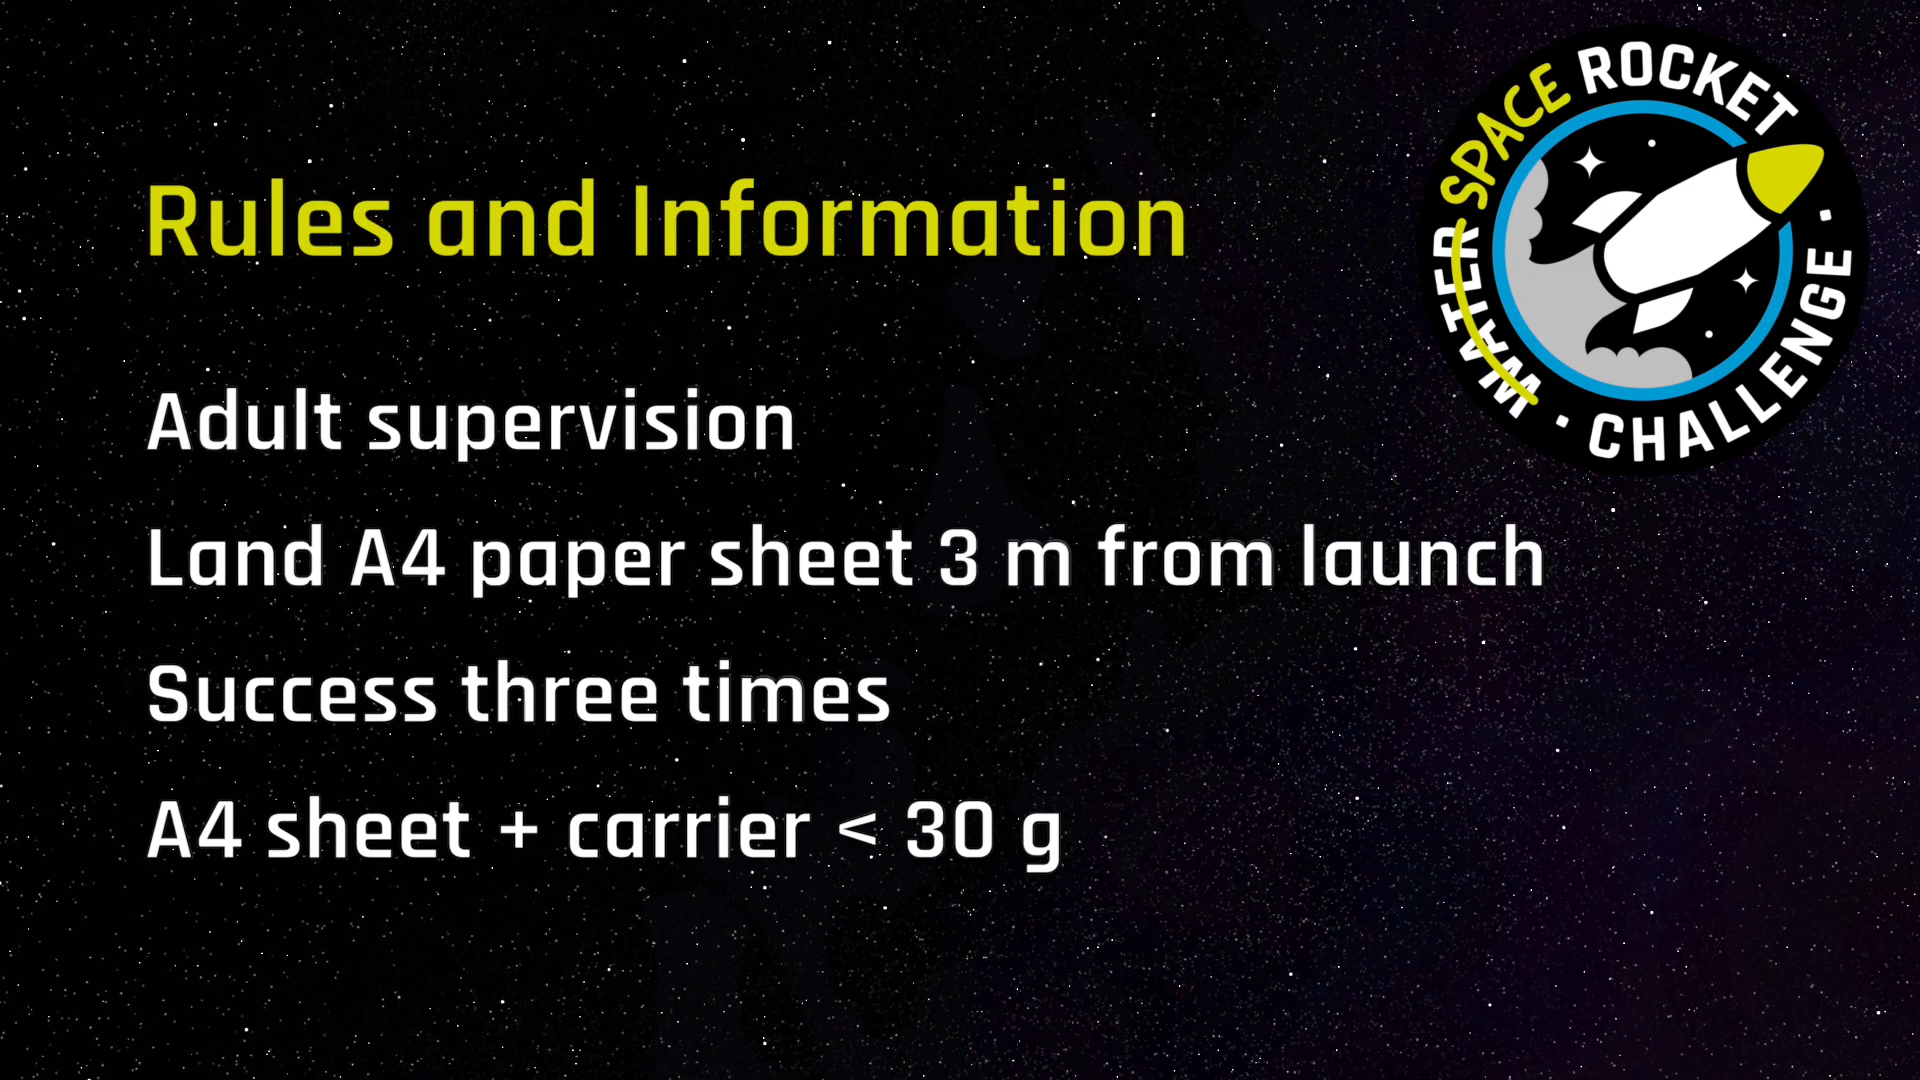 WATER SPACE ROCKET
· CHALLENGE ·
Rules and Information
Adult supervision
Land A4 paper sheet 3 m from launch
Success three times
A4 sheet + carrier < 30 g